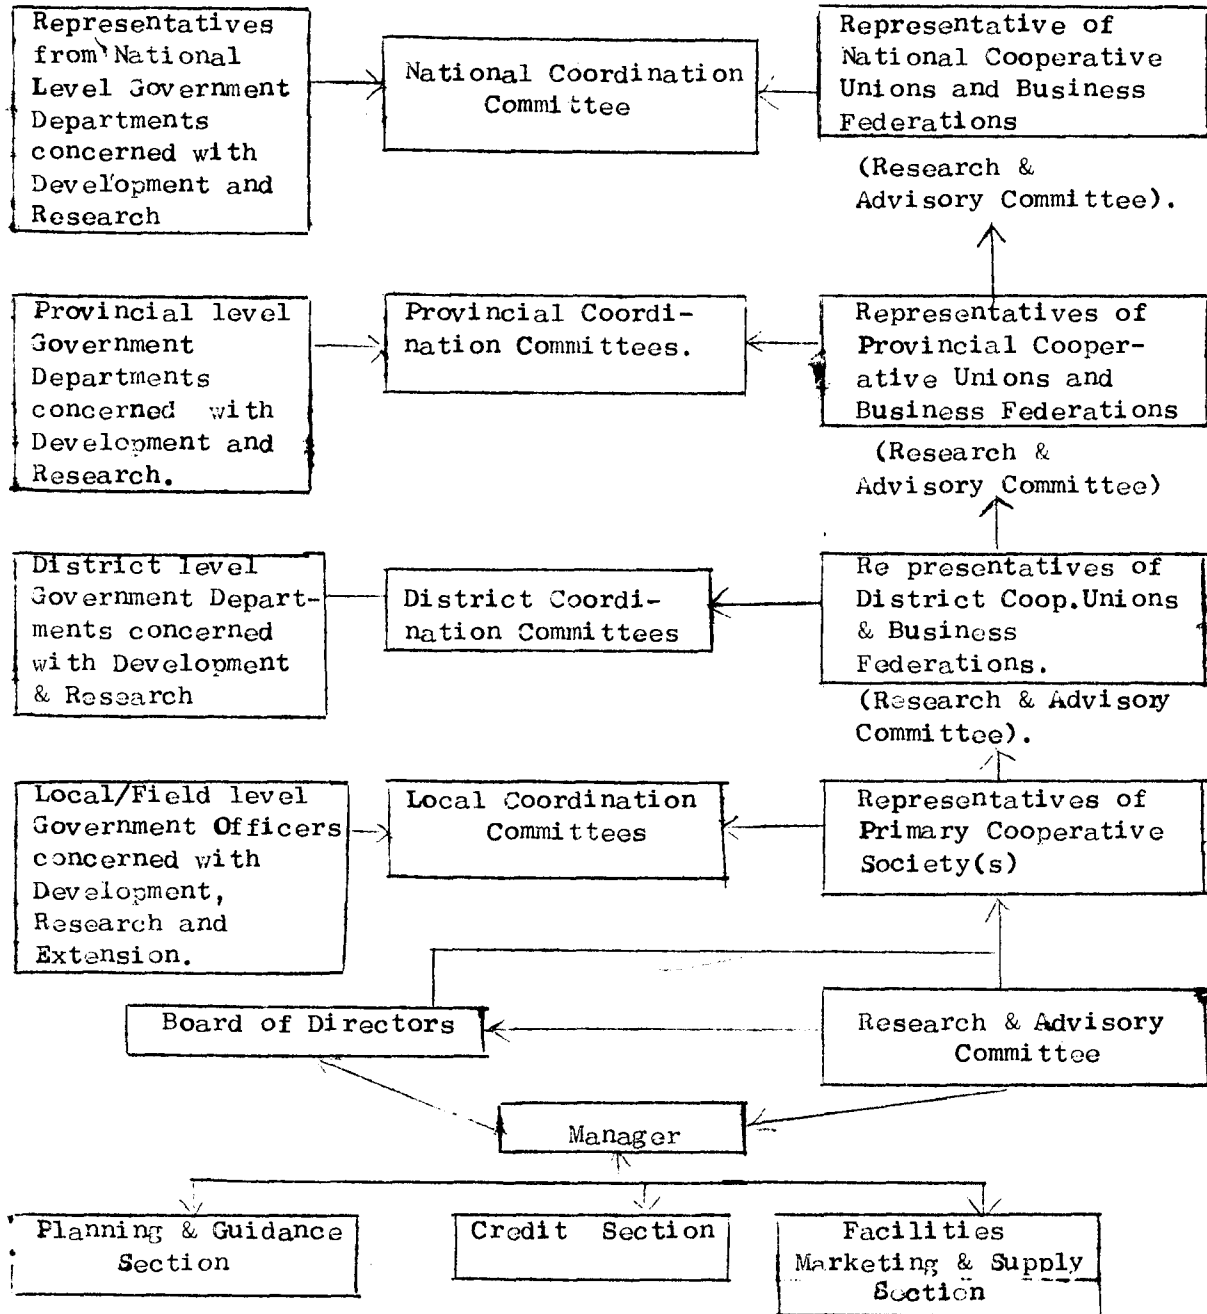 Representatives
from National
Level Government
Departments
concerned with
Development and
Research
National Coordination
Committee
Representative of
National Cooperative
Unions and Business
Federations
(Research &
Advisory Committee).
Provincial level
Government
Departments
concerned with
Development and
Research.
Provincial Coordi-
nation Committees.
Representatives of
Provincial Cooper-
ative Unions and
Business Federations
(Research &
Advisory Committee)
District level
Government Depart-
ments concerned
with Development
& Research
District Coordi-
nation Committees
Re presentatives of
District Coop.Unions
& Business
Federations.
(Research & Advisory
Committee).
Local/Field level
Government Officers
concerned with
Development,
Research and
Extension.
Local Coordination
Committees
Representatives of
Primary Cooperative
Society(s)
Board of Directors
Research & Advisory
Committee
Manager
Planning & Guidance
Section
Credit Section
Facilities
Marketing & Supply
Section